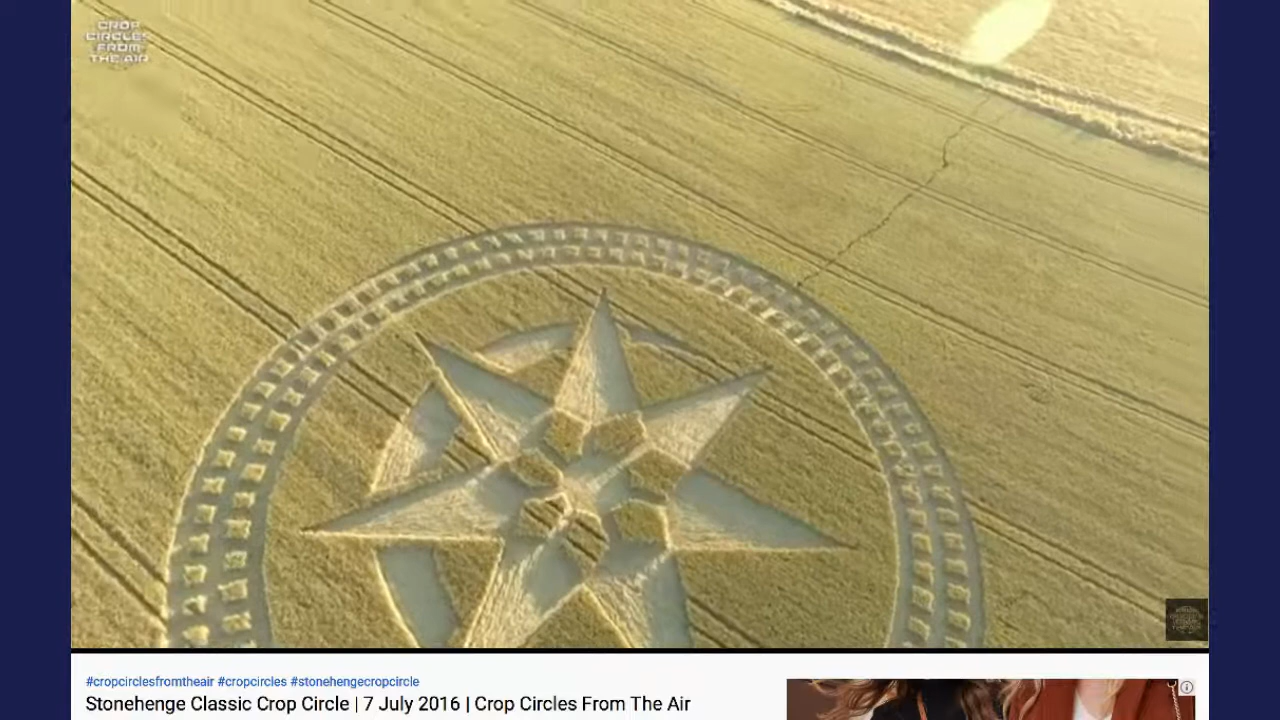 CROP
CIRCLES
FROM
THE AIR
#cropcirclesfromtheair #cropcircles #stonehengecropcircle
Stonehenge Classic Crop Circle | 7 July 2016 | Crop Circles From The Air